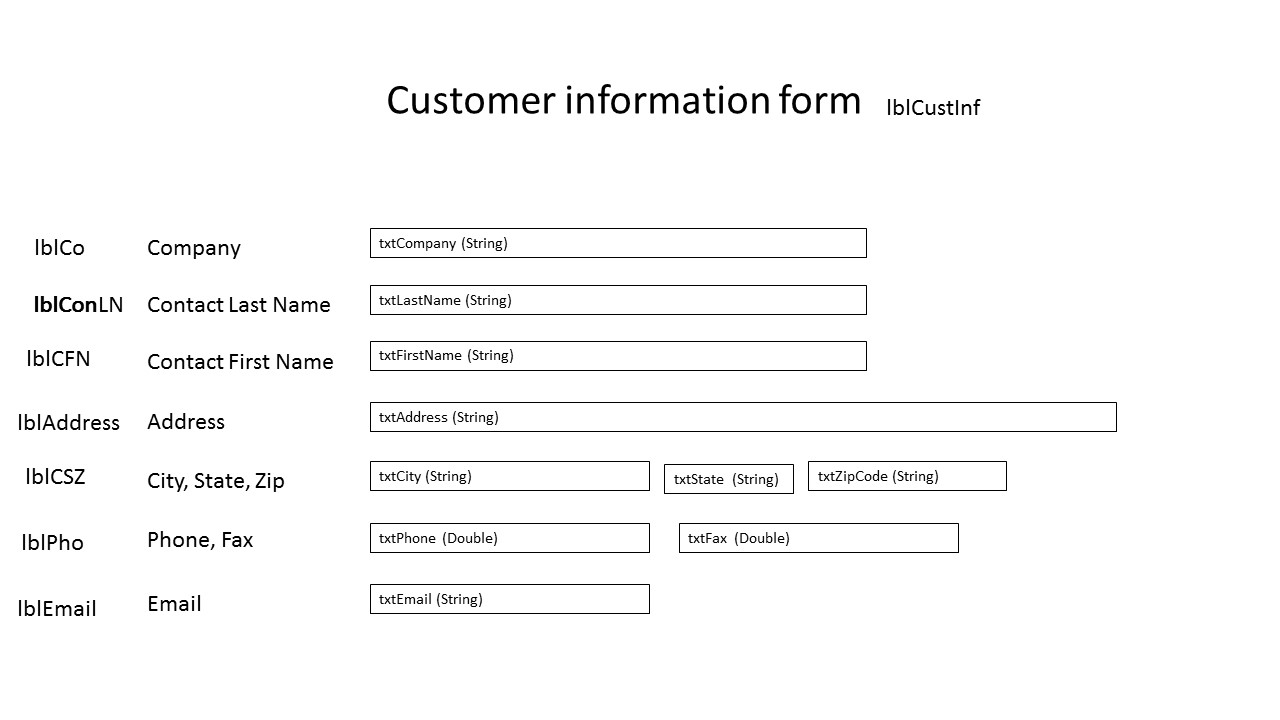 Customer information form lblCustInf
lblCo Company txtCompany (String)
lblConLN Contact Last Name txtLastName (String)
lblCFN Contact First Name txtFirstName (String)
lblAddress Address txtAddress (String)
lblCSZ City, State, Zip txtCity (String) txtState (String) txtZipCode (String)
lblPho Phone, Fax txtPhone (Double) txtFax (Double)
lblEmail Email txtEmail (String)